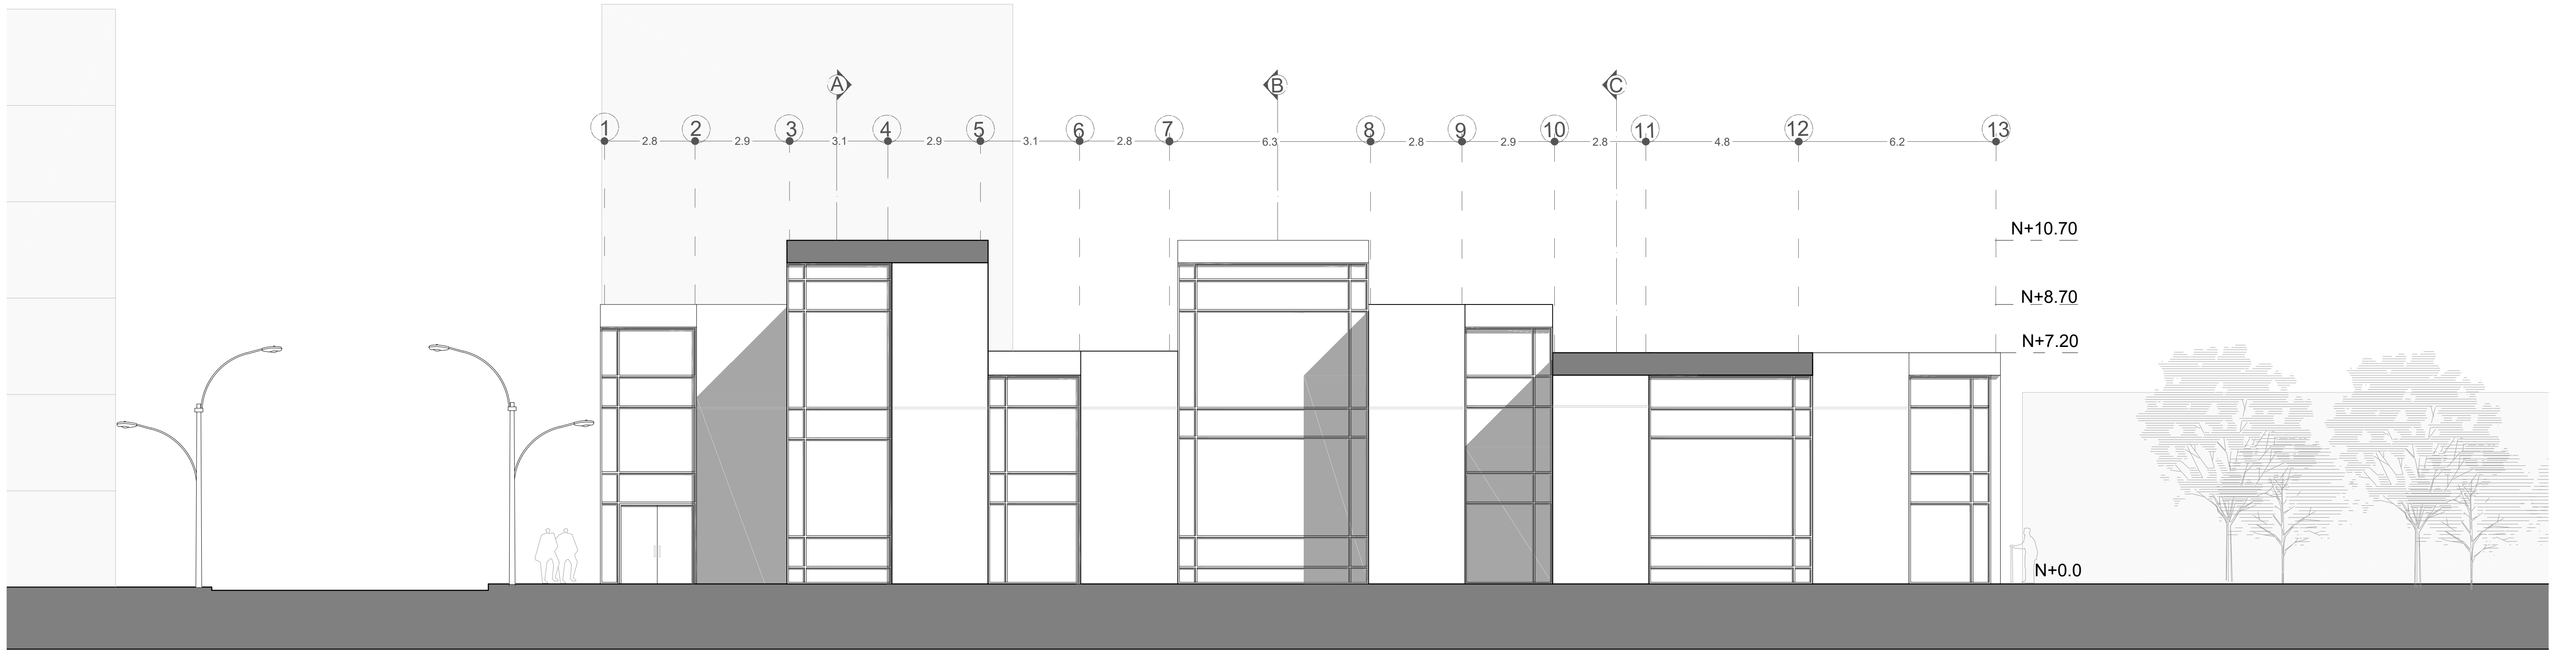 A B C
1 2 3 4 5 6 7 8 9 10 11 12 13
2.8 2.9 3.1 2.9 3.1 2.8 6.3 2.8 2.9 2.8 4.8 6.2
N+10.70
N+8.70
N+7.20
N+0.0